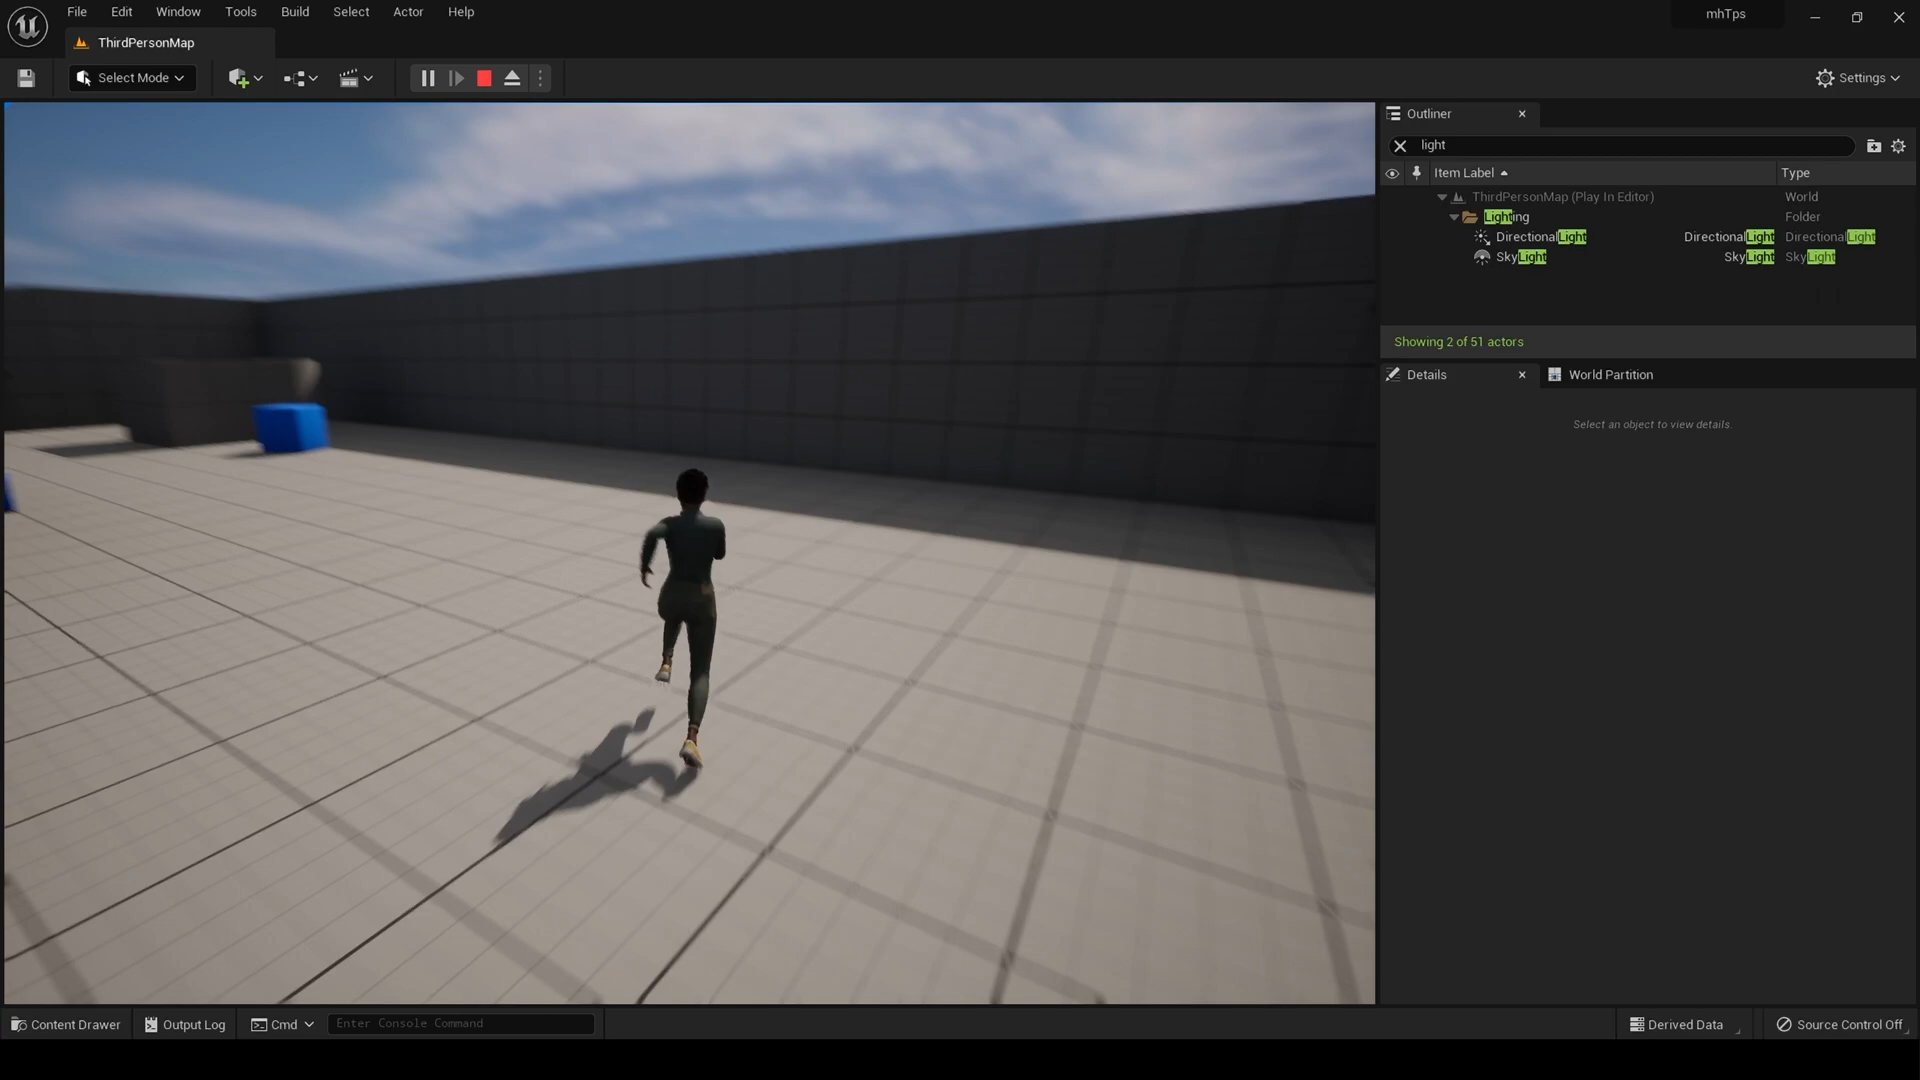 File Edit Window Tools Build Select Actor Help
mhTps
ThirdPersonMap
Select Mode
Settings
Outliner
light
Item Label Type
ThirdPersonMap (Play In Editor) World
Lighting Folder
DirectionalLight DirectionalLight DirectionalLight
SkyLight SkyLight SkyLight
Showing 2 of 51 actors
Details World Partition
Select an object to view details.
Content Drawer Output Log Cmd Enter Console Command Derived Data Source Control Off